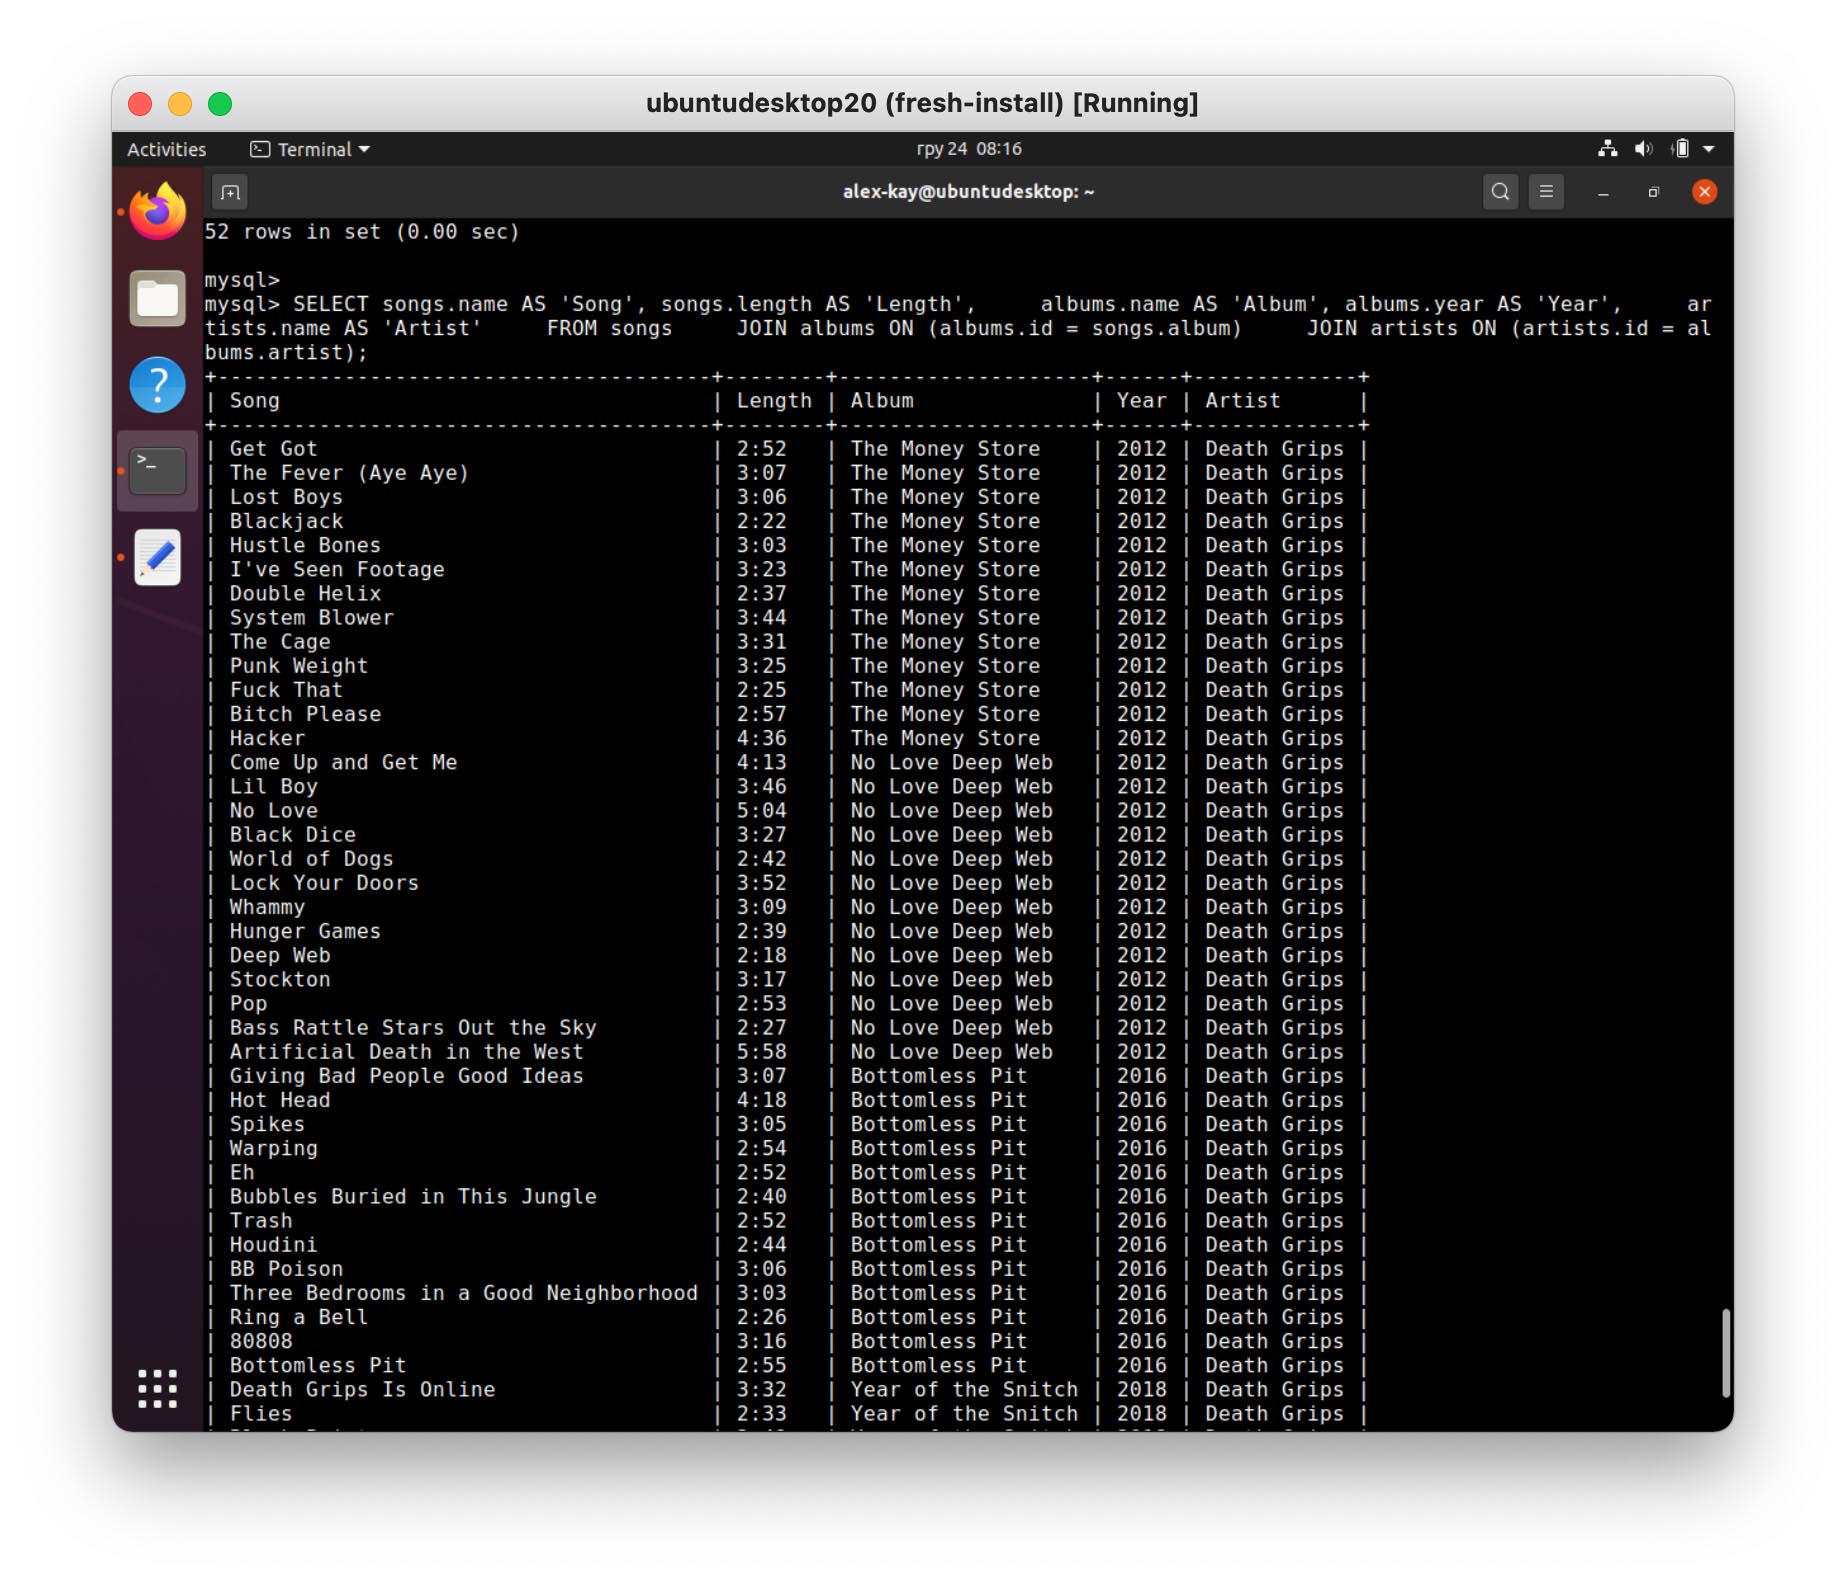 ubuntudesktop20 (fresh-install) [Running]
Activities Terminal гру 24 08:16
alex-kay@ubuntudesktop: ~
52 rows in set (0.00 sec)
mysql>
mysql> SELECT songs.name AS 'Song', songs.length AS 'Length',     albums.name AS 'Album', albums.year AS 'Year',     ar
tists.name AS 'Artist'     FROM songs     JOIN albums ON (albums.id = songs.album)     JOIN artists ON (artists.id = al
bums.artist);
+---------------------------------------+--------+--------------------+------+-------------+
| Song                                  | Length | Album              | Year | Artist      |
+---------------------------------------+--------+--------------------+------+-------------+
| Get Got                               | 2:52   | The Money Store    | 2012 | Death Grips |
| The Fever (Aye Aye)                   | 3:07   | The Money Store    | 2012 | Death Grips |
| Lost Boys                             | 3:06   | The Money Store    | 2012 | Death Grips |
| Blackjack                             | 2:22   | The Money Store    | 2012 | Death Grips |
| Hustle Bones                          | 3:03   | The Money Store    | 2012 | Death Grips |
| I've Seen Footage                     | 3:23   | The Money Store    | 2012 | Death Grips |
| Double Helix                          | 2:37   | The Money Store    | 2012 | Death Grips |
| System Blower                         | 3:44   | The Money Store    | 2012 | Death Grips |
| The Cage                              | 3:31   | The Money Store    | 2012 | Death Grips |
| Punk Weight                           | 3:25   | The Money Store    | 2012 | Death Grips |
| Fuck That                             | 2:25   | The Money Store    | 2012 | Death Grips |
| Bitch Please                          | 2:57   | The Money Store    | 2012 | Death Grips |
| Hacker                                | 4:36   | The Money Store    | 2012 | Death Grips |
| Come Up and Get Me                    | 4:13   | No Love Deep Web   | 2012 | Death Grips |
| Lil Boy                               | 3:46   | No Love Deep Web   | 2012 | Death Grips |
| No Love                               | 5:04   | No Love Deep Web   | 2012 | Death Grips |
| Black Dice                            | 3:27   | No Love Deep Web   | 2012 | Death Grips |
| World of Dogs                         | 2:42   | No Love Deep Web   | 2012 | Death Grips |
| Lock Your Doors                       | 3:52   | No Love Deep Web   | 2012 | Death Grips |
| Whammy                                | 3:09   | No Love Deep Web   | 2012 | Death Grips |
| Hunger Games                          | 2:39   | No Love Deep Web   | 2012 | Death Grips |
| Deep Web                              | 2:18   | No Love Deep Web   | 2012 | Death Grips |
| Stockton                              | 3:17   | No Love Deep Web   | 2012 | Death Grips |
| Pop                                   | 2:53   | No Love Deep Web   | 2012 | Death Grips |
| Bass Rattle Stars Out the Sky         | 2:27   | No Love Deep Web   | 2012 | Death Grips |
| Artificial Death in the West          | 5:58   | No Love Deep Web   | 2012 | Death Grips |
| Giving Bad People Good Ideas          | 3:07   | Bottomless Pit     | 2016 | Death Grips |
| Hot Head                              | 4:18   | Bottomless Pit     | 2016 | Death Grips |
| Spikes                                | 3:05   | Bottomless Pit     | 2016 | Death Grips |
| Warping                               | 2:54   | Bottomless Pit     | 2016 | Death Grips |
| Eh                                    | 2:52   | Bottomless Pit     | 2016 | Death Grips |
| Bubbles Buried in This Jungle         | 2:40   | Bottomless Pit     | 2016 | Death Grips |
| Trash                                 | 2:52   | Bottomless Pit     | 2016 | Death Grips |
| Houdini                               | 2:44   | Bottomless Pit     | 2016 | Death Grips |
| BB Poison                             | 3:06   | Bottomless Pit     | 2016 | Death Grips |
| Three Bedrooms in a Good Neighborhood | 3:03   | Bottomless Pit     | 2016 | Death Grips |
| Ring a Bell                           | 2:26   | Bottomless Pit     | 2016 | Death Grips |
| 80808                                 | 3:16   | Bottomless Pit     | 2016 | Death Grips |
| Bottomless Pit                        | 2:55   | Bottomless Pit     | 2016 | Death Grips |
| Death Grips Is Online                 | 3:32   | Year of the Snitch | 2018 | Death Grips |
| Flies                                 | 2:33   | Year of the Snitch | 2018 | Death Grips |